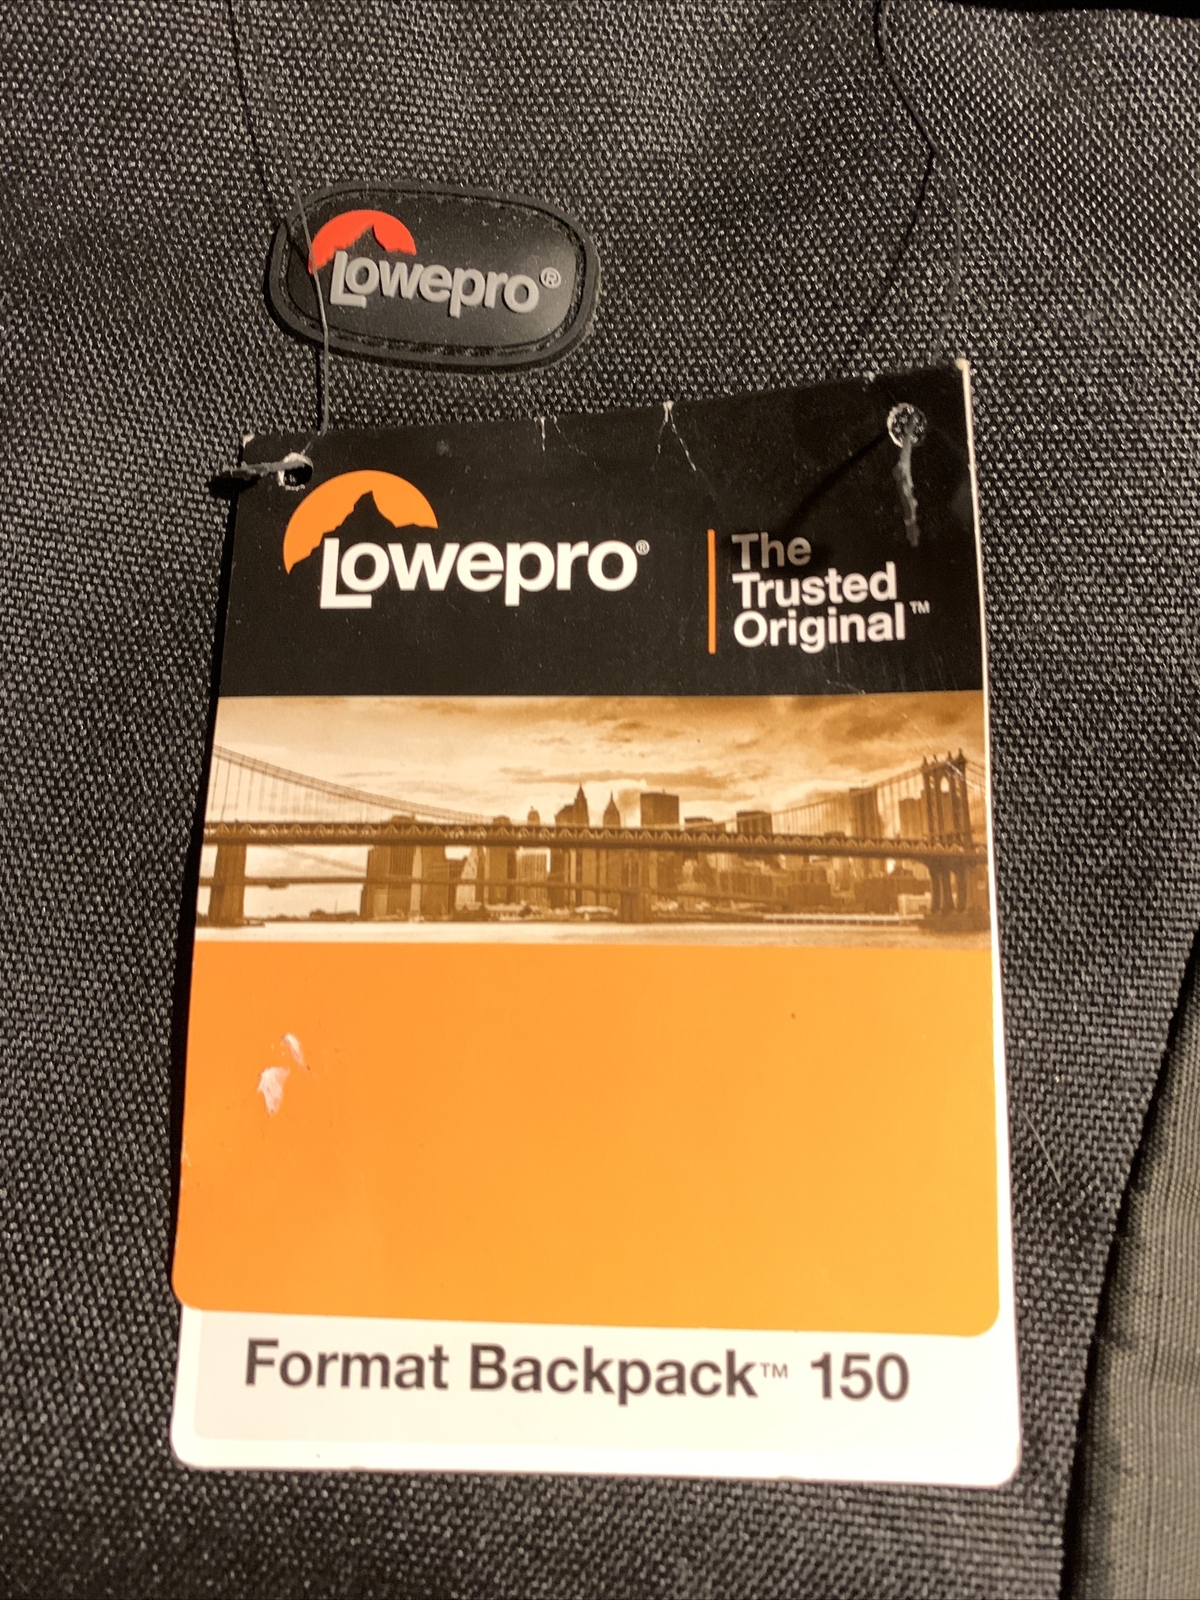 Lowepro®
Lowepro®
The
Trusted
Original™
Format Backpack™ 150